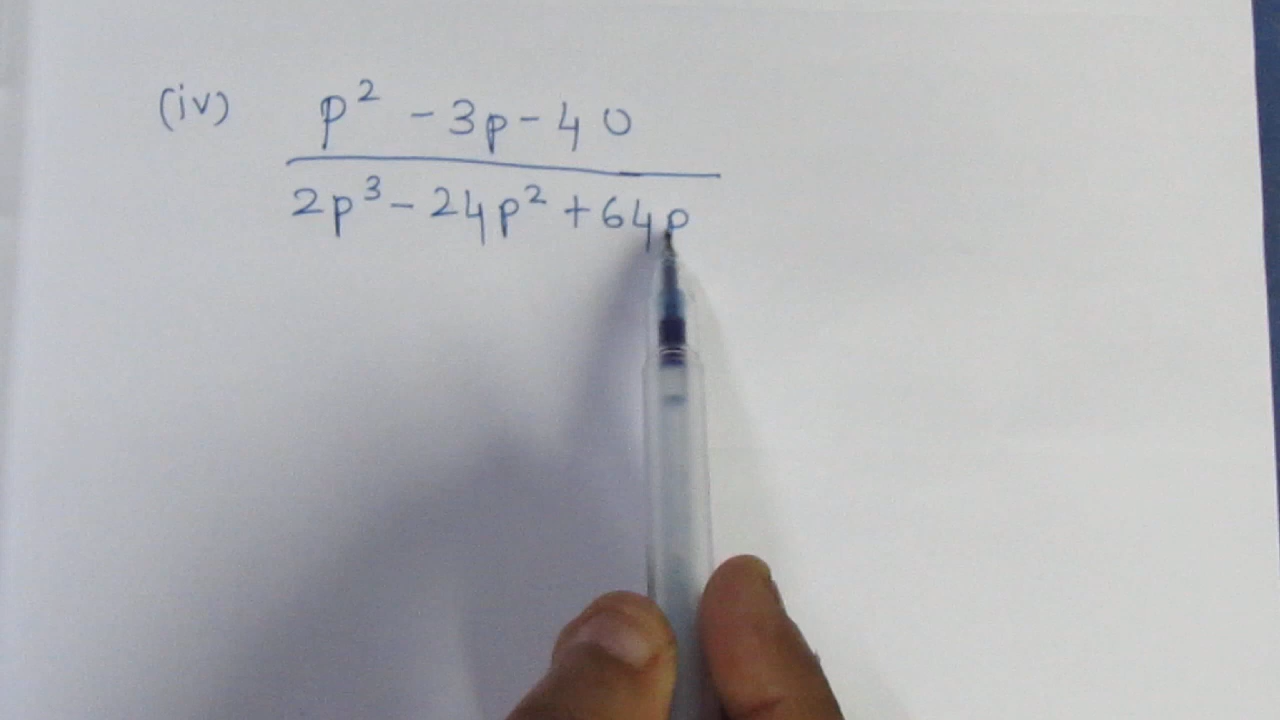 (iv) p² - 3p - 40
2p³ - 24p² + 64p